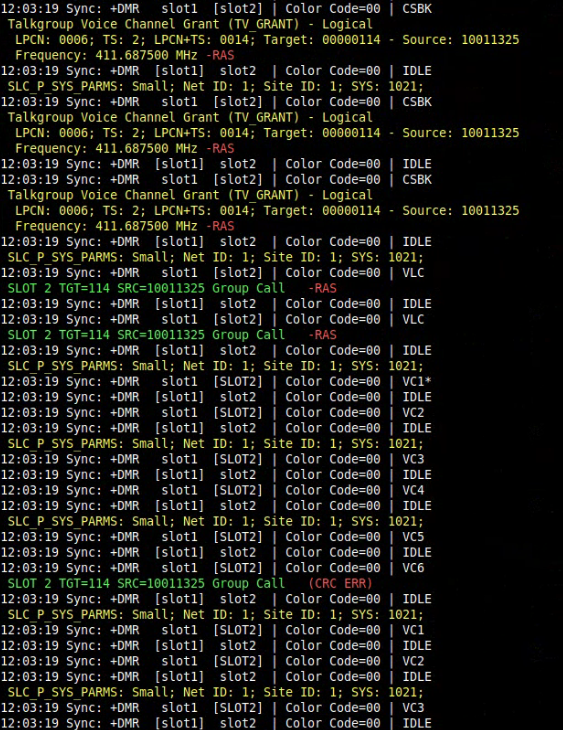 12:03:19 Sync: +DMR   slot1  [slot2] | Color Code=00 | CSBK
 Talkgroup Voice Channel Grant (TV_GRANT) - Logical
  LPCN: 0006; TS: 2; LPCN+TS: 0014; Target: 00000114 - Source: 10011325
  Frequency: 411.687500 MHz -RAS
12:03:19 Sync: +DMR  [slot1]  slot2  | Color Code=00 | IDLE
 SLC_P_SYS_PARMS: Small; Net ID: 1; Site ID: 1; SYS: 1021;
12:03:19 Sync: +DMR   slot1  [slot2] | Color Code=00 | CSBK
 Talkgroup Voice Channel Grant (TV_GRANT) - Logical
  LPCN: 0006; TS: 2; LPCN+TS: 0014; Target: 00000114 - Source: 10011325
  Frequency: 411.687500 MHz -RAS
12:03:19 Sync: +DMR  [slot1]  slot2  | Color Code=00 | IDLE
12:03:19 Sync: +DMR   slot1  [slot2] | Color Code=00 | CSBK
 Talkgroup Voice Channel Grant (TV_GRANT) - Logical
  LPCN: 0006; TS: 2; LPCN+TS: 0014; Target: 00000114 - Source: 10011325
  Frequency: 411.687500 MHz -RAS
12:03:19 Sync: +DMR  [slot1]  slot2  | Color Code=00 | IDLE
 SLC_P_SYS_PARMS: Small; Net ID: 1; Site ID: 1; SYS: 1021;
12:03:19 Sync: +DMR   slot1  [slot2] | Color Code=00 | VLC
 SLOT 2 TGT=114 SRC=10011325 Group Call   -RAS
12:03:19 Sync: +DMR  [slot1]  slot2  | Color Code=00 | IDLE
12:03:19 Sync: +DMR   slot1  [slot2] | Color Code=00 | VLC
 SLOT 2 TGT=114 SRC=10011325 Group Call   -RAS
12:03:19 Sync: +DMR  [slot1]  slot2  | Color Code=00 | IDLE
 SLC_P_SYS_PARMS: Small; Net ID: 1; Site ID: 1; SYS: 1021;
12:03:19 Sync: +DMR   slot1  [SLOT2] | Color Code=00 | VC1*
12:03:19 Sync: +DMR  [slot1]  slot2  | Color Code=00 | IDLE
12:03:19 Sync: +DMR   slot1  [SLOT2] | Color Code=00 | VC2
12:03:19 Sync: +DMR  [slot1]  slot2  | Color Code=00 | IDLE
 SLC_P_SYS_PARMS: Small; Net ID: 1; Site ID: 1; SYS: 1021;
12:03:19 Sync: +DMR   slot1  [SLOT2] | Color Code=00 | VC3
12:03:19 Sync: +DMR  [slot1]  slot2  | Color Code=00 | IDLE
12:03:19 Sync: +DMR   slot1  [SLOT2] | Color Code=00 | VC4
12:03:19 Sync: +DMR  [slot1]  slot2  | Color Code=00 | IDLE
 SLC_P_SYS_PARMS: Small; Net ID: 1; Site ID: 1; SYS: 1021;
12:03:19 Sync: +DMR   slot1  [SLOT2] | Color Code=00 | VC5
12:03:19 Sync: +DMR  [slot1]  slot2  | Color Code=00 | IDLE
12:03:19 Sync: +DMR   slot1  [SLOT2] | Color Code=00 | VC6
 SLOT 2 TGT=114 SRC=10011325 Group Call   (CRC ERR)
12:03:19 Sync: +DMR  [slot1]  slot2  | Color Code=00 | IDLE
 SLC_P_SYS_PARMS: Small; Net ID: 1; Site ID: 1; SYS: 1021;
12:03:19 Sync: +DMR   slot1  [SLOT2] | Color Code=00 | VC1
12:03:19 Sync: +DMR  [slot1]  slot2  | Color Code=00 | IDLE
12:03:19 Sync: +DMR   slot1  [SLOT2] | Color Code=00 | VC2
12:03:19 Sync: +DMR  [slot1]  slot2  | Color Code=00 | IDLE
 SLC_P_SYS_PARMS: Small; Net ID: 1; Site ID: 1; SYS: 1021;
12:03:19 Sync: +DMR   slot1  [SLOT2] | Color Code=00 | VC3
12:03:19 Sync: +DMR  [slot1]  slot2  | Color Code=00 | IDLE